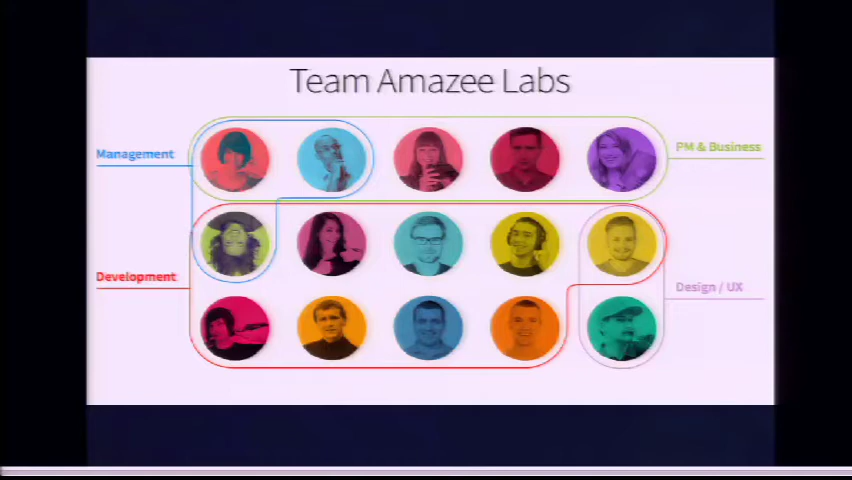 Team Amazee Labs
Management
PM & Business
Development
Design / UX